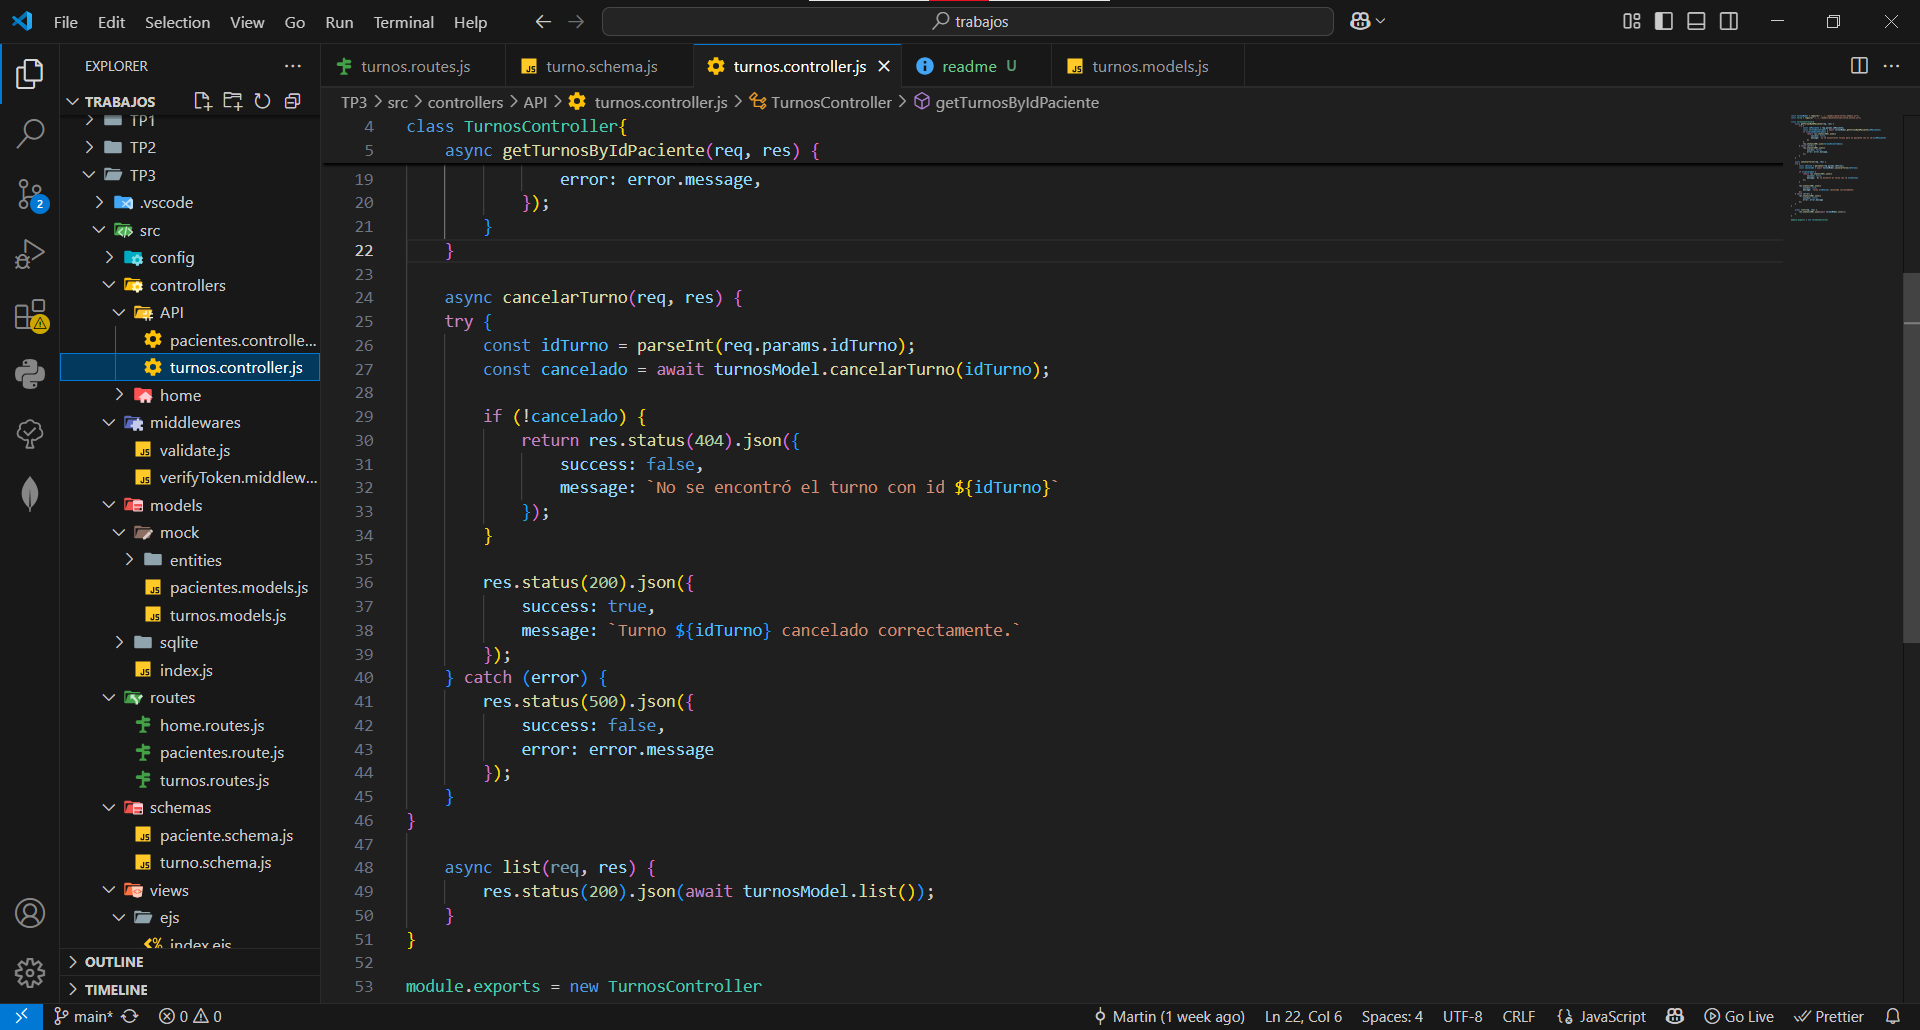 File Edit Selection View Go Run Terminal Help
trabajos
EXPLORER
TRABAJOS
TP1
TP2
TP3
.vscode
src
config
controllers
API
pacientes.controlle...
turnos.controller.js
home
middlewares
validate.js
verifyToken.middlew...
models
mock
entities
pacientes.models.js
turnos.models.js
sqlite
index.js
routes
home.routes.js
pacientes.route.js
turnos.routes.js
schemas
paciente.schema.js
turno.schema.js
views
ejs
index.ejs
OUTLINE
TIMELINE
2
turnos.routes.js turno.schema.js turnos.controller.js readme U turnos.models.js
TP3 > src > controllers > API > turnos.controller.js > TurnosController > getTurnosByIdPaciente
4 class TurnosController{
5 async getTurnosByIdPaciente(req, res) {
19 error: error.message,
20 });
21 }
22 }
23
24 async cancelarTurno(req, res) {
25 try {
26 const idTurno = parseInt(req.params.idTurno);
27 const cancelado = await turnosModel.cancelarTurno(idTurno);
28
29 if (!cancelado) {
30 return res.status(404).json({
31 success: false,
32 message: `No se encontró el turno con id ${idTurno}`
33 });
34 }
35
36 res.status(200).json({
37 success: true,
38 message: `Turno ${idTurno} cancelado correctamente.`
39 });
40 } catch (error) {
41 res.status(500).json({
42 success: false,
43 error: error.message
44 });
45 }
46 }
47
48 async list(req, res) {
49 res.status(200).json(await turnosModel.list());
50 }
51 }
52
53 module.exports = new TurnosController
main* 0 0 Martin (1 week ago) Ln 22, Col 6 Spaces: 4 UTF-8 CRLF {} JavaScript Go Live Prettier